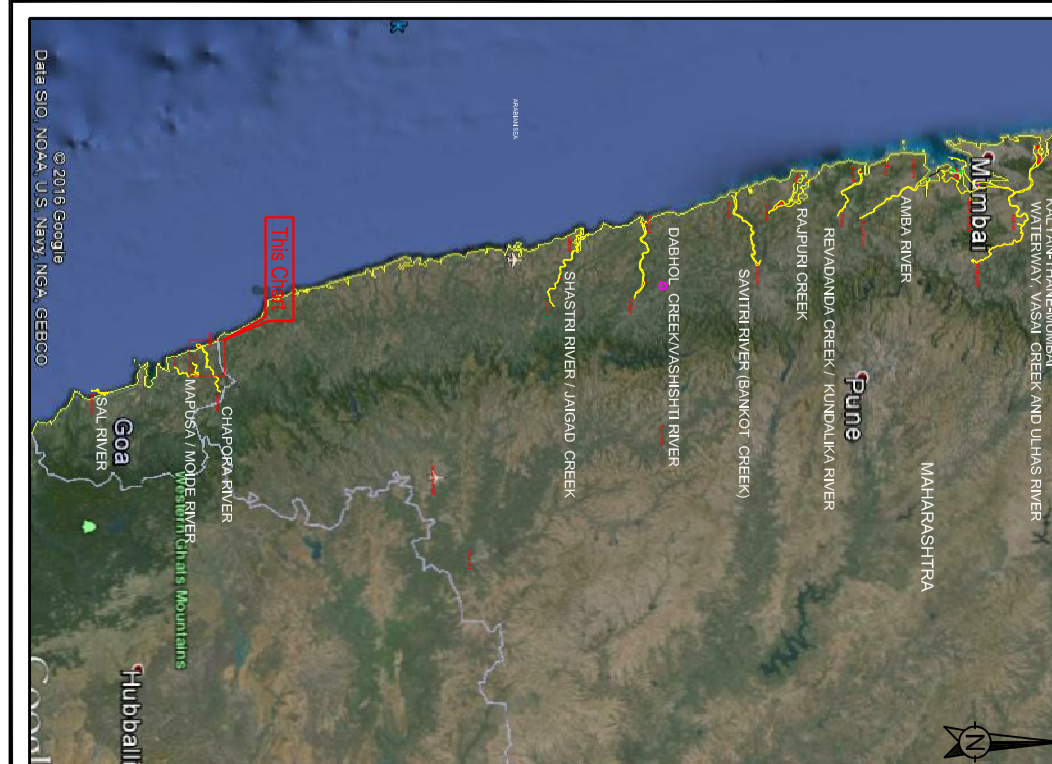 KALYAN-THANE-MUMBAI
WATERWAY, VASAI CREEK AND ULHAS RIVER
Mumbai
AMBA RIVER
MAHARASHTRA
REVADANDA CREEK / KUNDALIKA RIVER
Pune
RAJPURI CREEK
SAVITRI RIVER (BANKOT CREEK)
DABHOL CREEK/VASHISHTI RIVER
SHASTRI RIVER / JAIGAD CREEK
ARABIAN SEA
This Chart
CHAPORA RIVER
MAPUSA / MOIDE RIVER
Western Ghats Mountains
Goa
SAL RIVER
Hubballi
N
© 2016 Google
Data SIO, NOAA, U.S. Navy, NGA, GEBCO